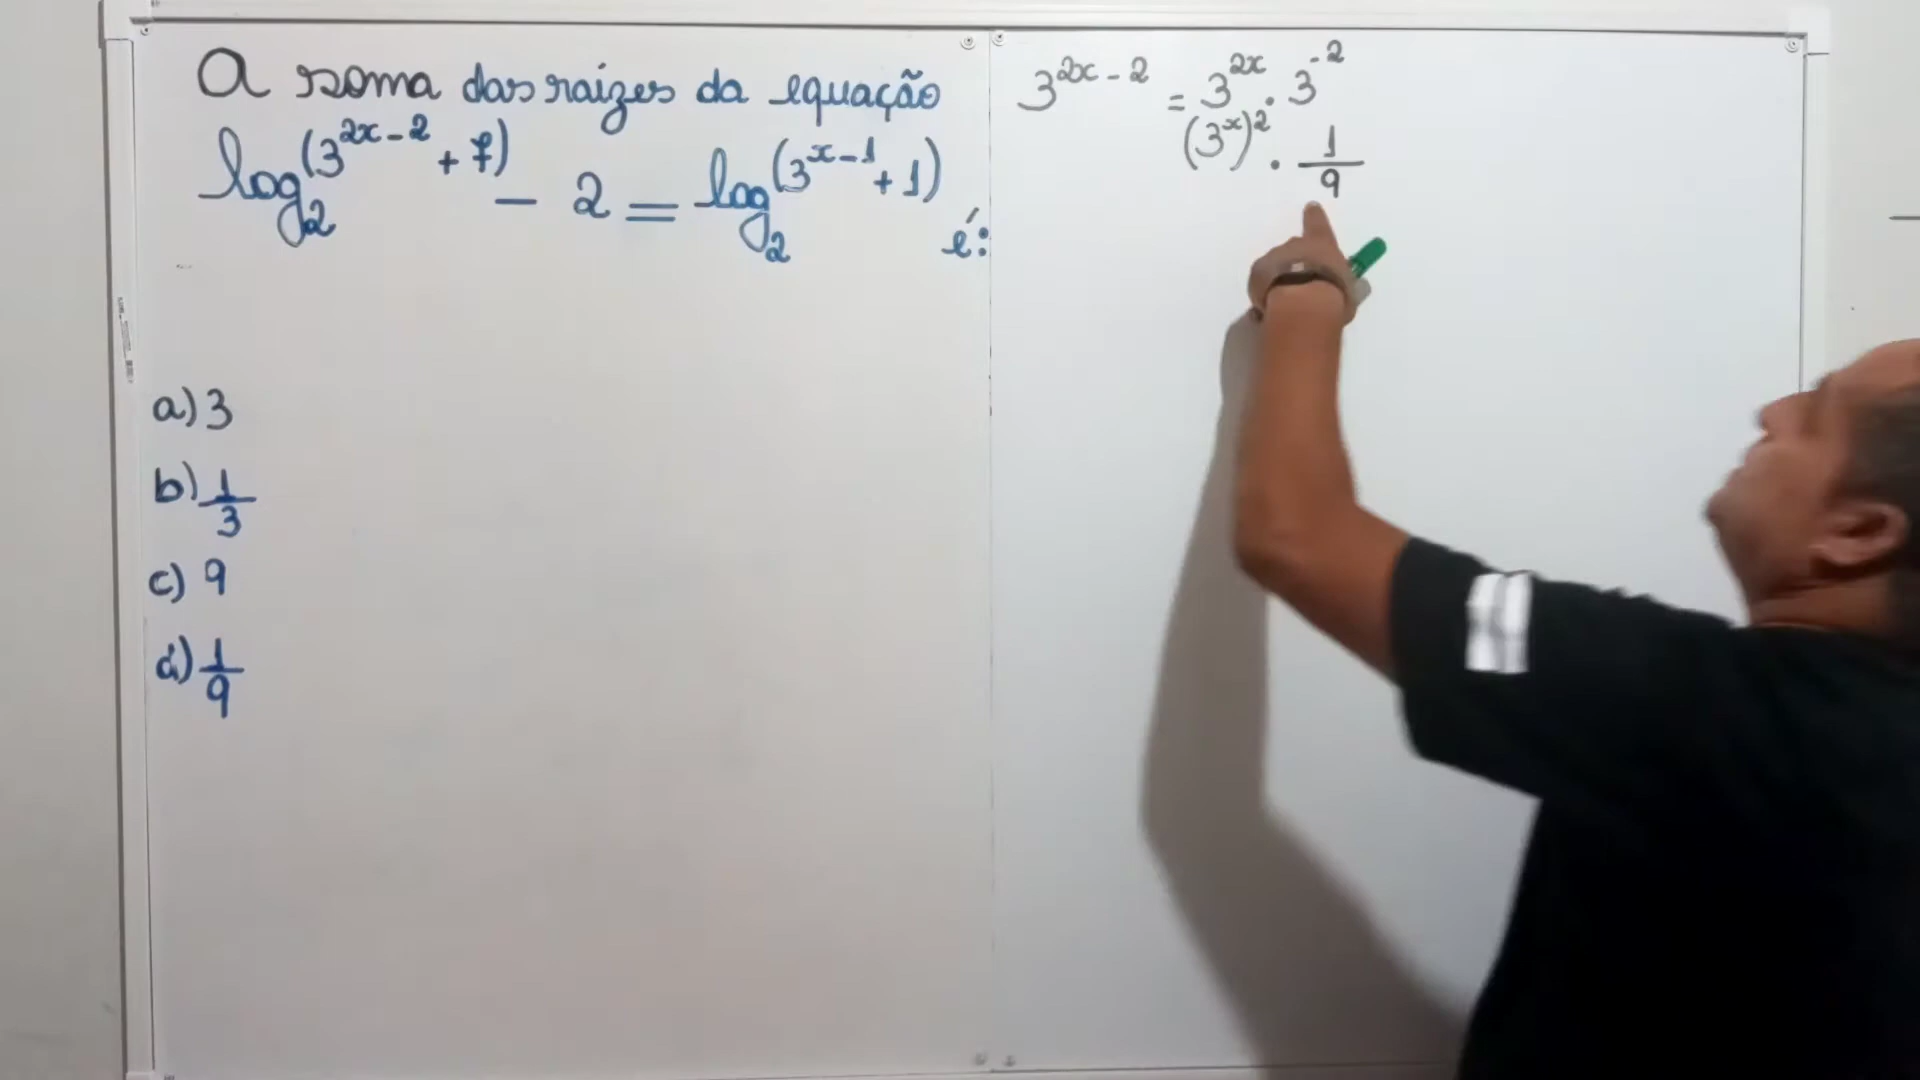 A soma das raízes da equação
log₂(3^{2x-2} + 7) - 2 = log₂(3^{x-1} + 1) é:
a) 3
b) 1/3
c) 9
d) 1/9
3^{2x-2} = 3^{2x} · 3^{-2}
(3^x)^2 · 1/9